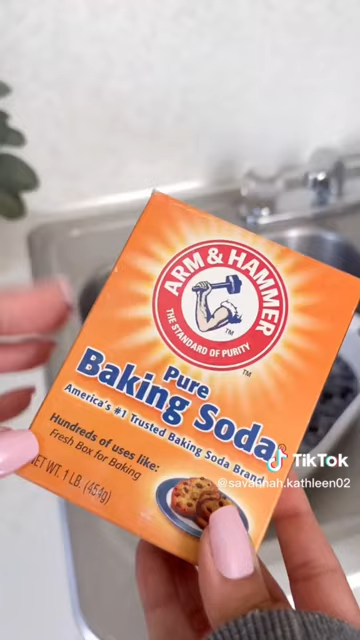 ARM & HAMMER
THE STANDARD OF PURITY
TM
TM
Pure
Baking Soda®
America's #1 Trusted Baking Soda Brand
Hundreds of uses like:
Fresh Box for Baking
NET WT. 1 LB. (454g)
TikTok
@savannah.kathleen02